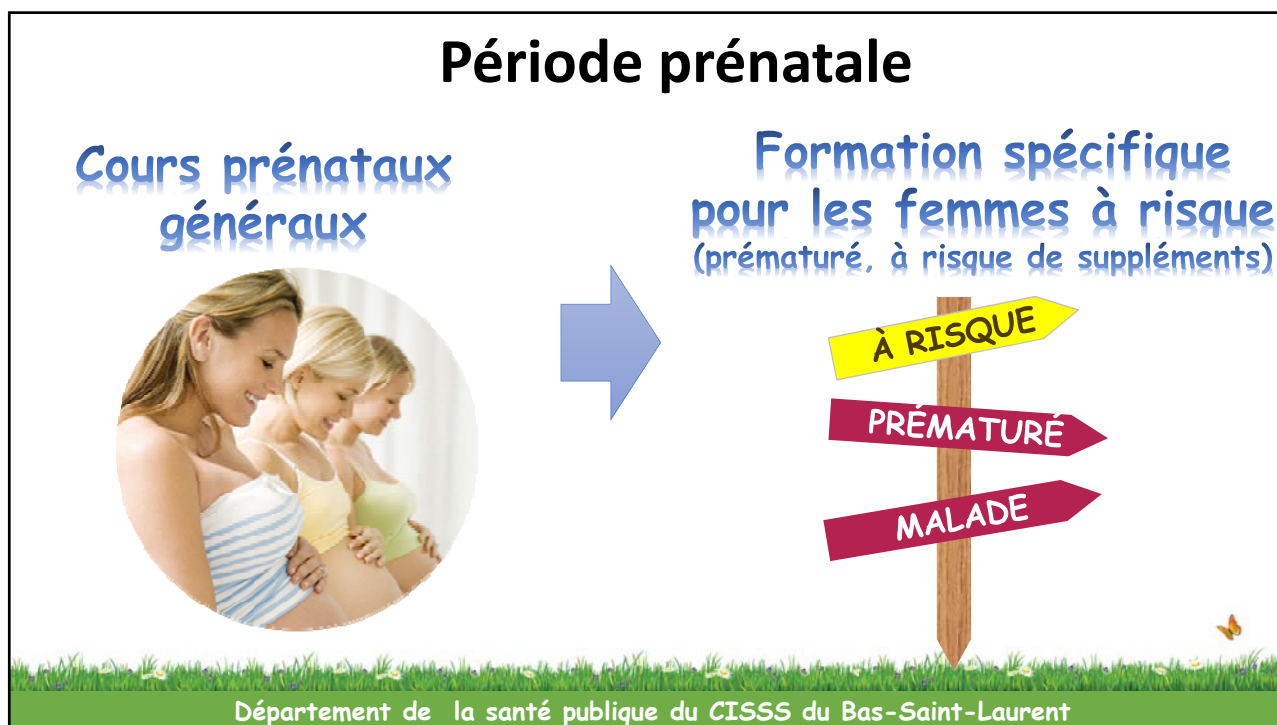 Période prénatale
Cours prénataux
généraux
Formation spécifique
pour les femmes à risque
(prématuré, à risque de suppléments)
À RISQUE
PRÉMATURÉ
MALADE
Département de la santé publique du CISSS du Bas-Saint-Laurent